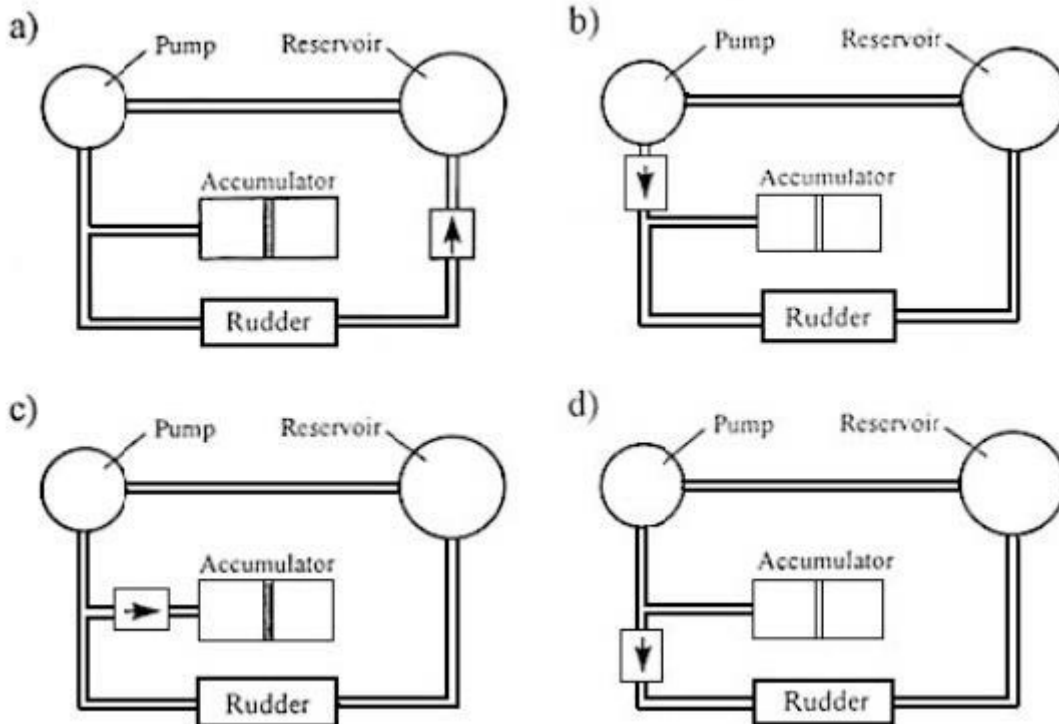 a)
Pump
Reservoir
Accumulator
Rudder
b)
Pump
Reservoir
Accumulator
Rudder
c)
Pump
Reservoir
Accumulator
Rudder
d)
Pump
Reservoir
Accumulator
Rudder